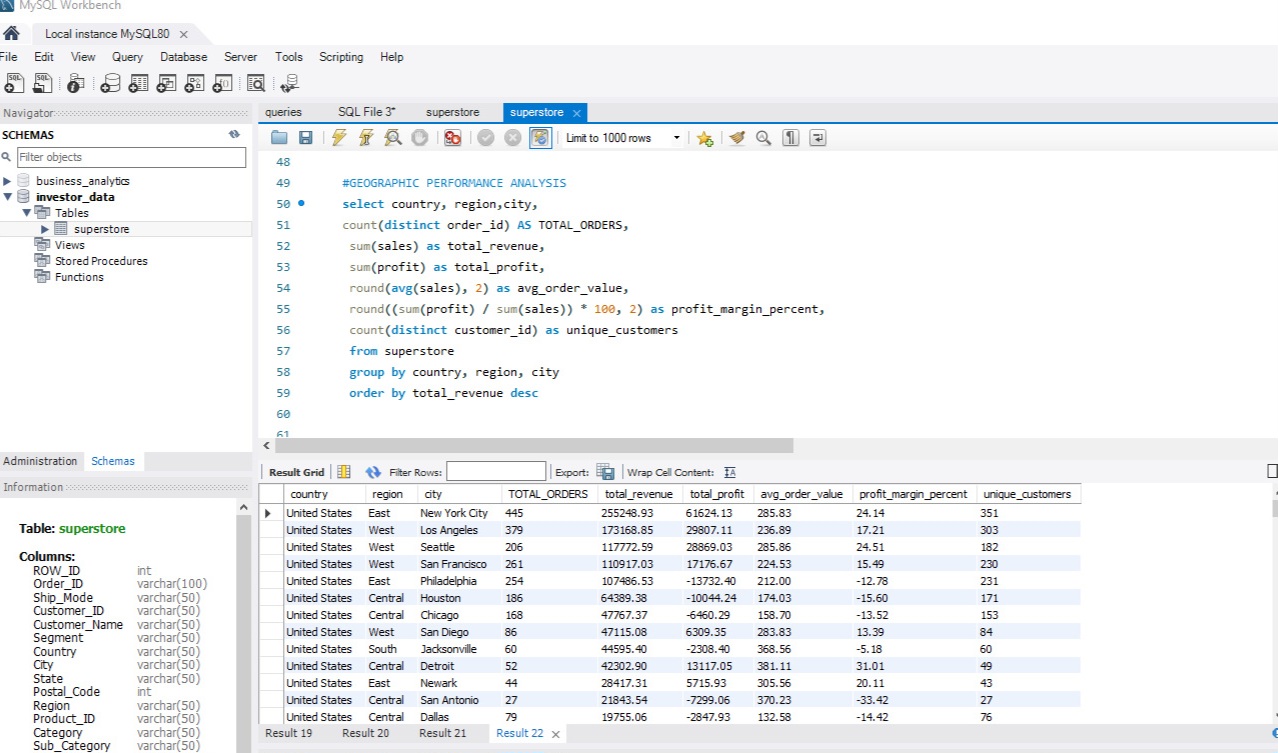 MySQL Workbench
Local instance MySQL80 ×
File Edit View Query Database Server Tools Scripting Help
Navigator
SCHEMAS
Filter objects
business_analytics
investor_data
Tables
superstore
Views
Stored Procedures
Functions
Administration Schemas
Information
Table: superstore
Columns:
ROW_ID int
Order_ID varchar(100)
Ship_Mode varchar(50)
Customer_ID varchar(50)
Customer_Name varchar(50)
Segment varchar(50)
Country varchar(50)
City varchar(50)
State varchar(50)
Postal_Code int
Region varchar(50)
Product_ID varchar(50)
Category varchar(50)
Sub_Category varchar(50)
queries SQL File 3* superstore superstore ×
Limit to 1000 rows
48
49 #GEOGRAPHIC PERFORMANCE ANALYSIS
50 select country, region,city,
51 count(distinct order_id) AS TOTAL_ORDERS,
52 sum(sales) as total_revenue,
53 sum(profit) as total_profit,
54 round(avg(sales), 2) as avg_order_value,
55 round((sum(profit) / sum(sales)) * 100, 2) as profit_margin_percent,
56 count(distinct customer_id) as unique_customers
57 from superstore
58 group by country, region, city
59 order by total_revenue desc
60
61
Result Grid Filter Rows: Export: Wrap Cell Content:
country region city TOTAL_ORDERS total_revenue total_profit avg_order_value profit_margin_percent unique_customers
United States East New York City 445 255248.93 61624.13 285.83 24.14 351
United States West Los Angeles 379 173168.85 29807.11 236.89 17.21 303
United States West Seattle 206 117772.59 28869.03 285.86 24.51 182
United States West San Francisco 261 110917.03 17176.67 224.53 15.49 230
United States East Philadelphia 254 107486.53 -13732.40 212.00 -12.78 231
United States Central Houston 186 64389.38 -10044.24 174.03 -15.60 171
United States Central Chicago 168 47767.37 -6460.29 158.70 -13.52 153
United States West San Diego 86 47115.08 6309.35 283.83 13.39 84
United States South Jacksonville 60 44595.40 -2308.40 368.56 -5.18 60
United States Central Detroit 52 42302.90 13117.05 381.11 31.01 49
United States East Newark 44 28417.31 5715.93 305.56 20.11 43
United States Central San Antonio 27 21843.54 -7299.06 370.23 -33.42 27
United States Central Dallas 79 19755.06 -2847.93 132.58 -14.42 76
Result 19 Result 20 Result 21 Result 22 ×